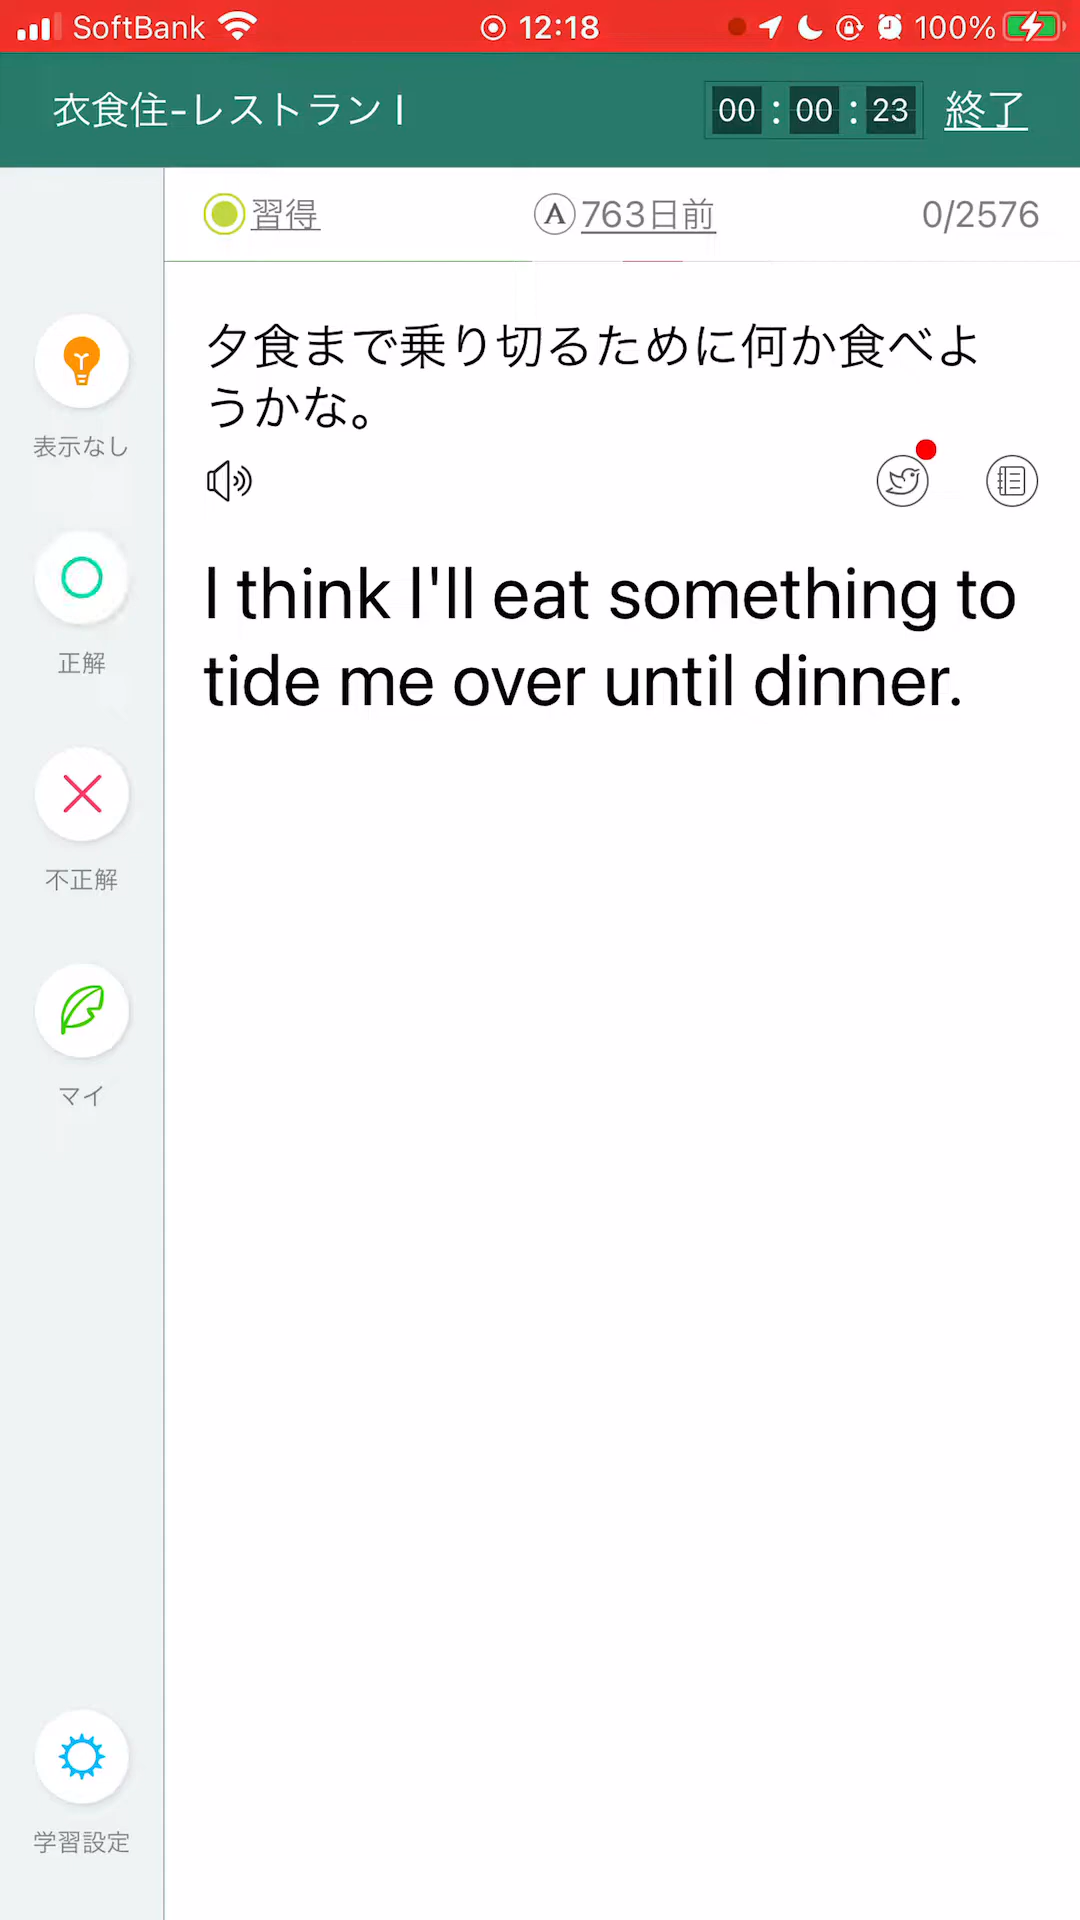 SoftBank 12:18 100%
衣食住-レストラン I 00 : 00 : 23 終了
習得 A 763日前 0/2576
夕食まで乗り切るために何か食べよ
うかな。
表示なし
I think I'll eat something to
tide me over until dinner.
正解
不正解
マイ
学習設定